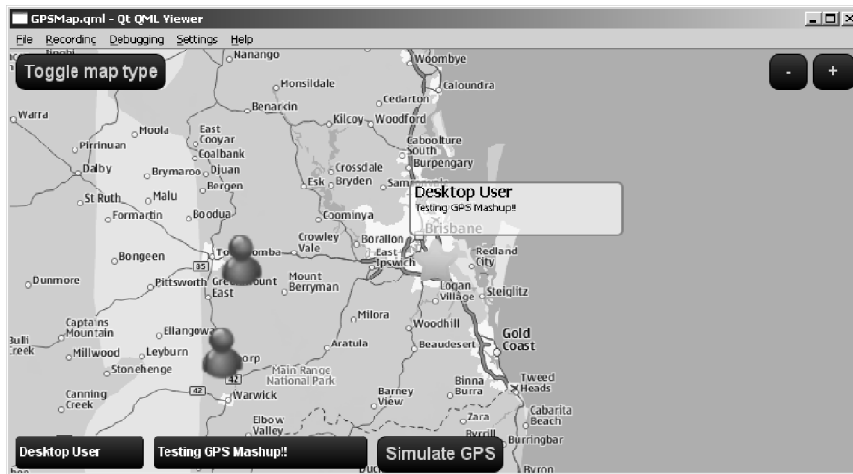 GPSMap.qml - Qt QML Viewer
File Recording Debugging Settings Help
Toggle map type
-
+
Nanango
Woombye
Monsildale
Caloundra
Cedarton
Benarkin
Kilcoy
Woodford
Warra
Moola
East Cooyar
Caboolture South
Pirrinuan
Coalbank
Burpengary
Dalby
Brymaroo
Djuan
Crossdale
Esk
Bryden
Bergen
Desktop User
Testing GPS Mashup!!
St Ruth
Malu
Formartin
Boodua
Coominya
Brisbane
Crowley Vale
Borallon
Bongeen
East Ipswich
Redland City
35
Dunmore
Pittsworth
East
Mount Berryman
Logan Village
Steiglitz
Captains Mountain
Milora
Woodhill
Gold Coast
Millwood
Leyburn
Aratula
Beaudesert
Stonehenge
Main Range National Park
42
42
Warwick
Canning Creek
Barney View
Binna Burra
Tweed Heads
Elbow Valley
Zara
Cabarita Beach
Burringbar
Byron
Desktop User
Testing GPS Mashup!!
Simulate GPS